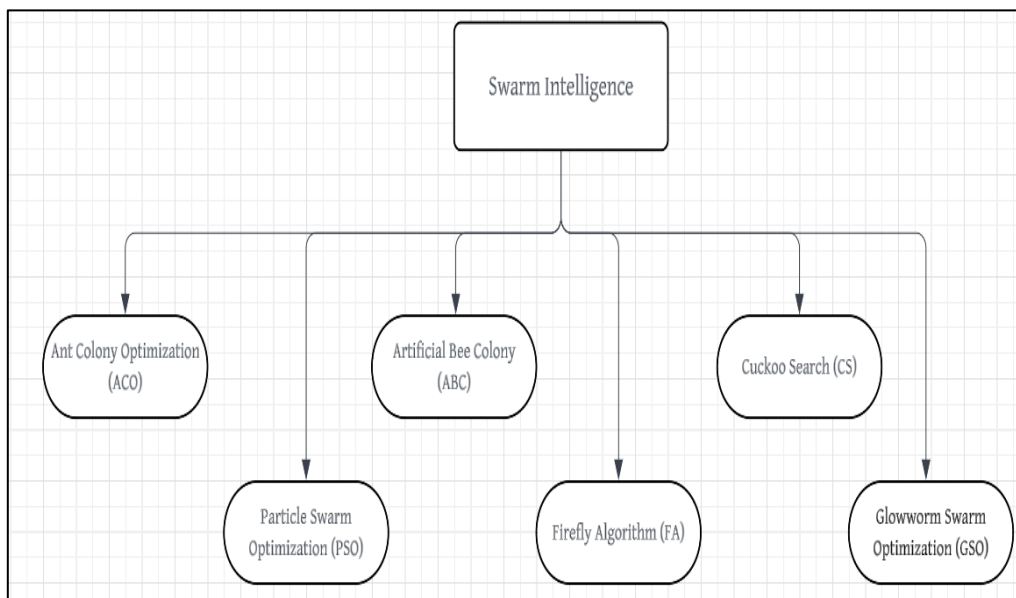 Swarm Intelligence
Ant Colony Optimization
(ACO)
Artificial Bee Colony
(ABC)
Cuckoo Search (CS)
Particle Swarm
Optimization (PSO)
Firefly Algorithm (FA)
Glowworm Swarm
Optimization (GSO)